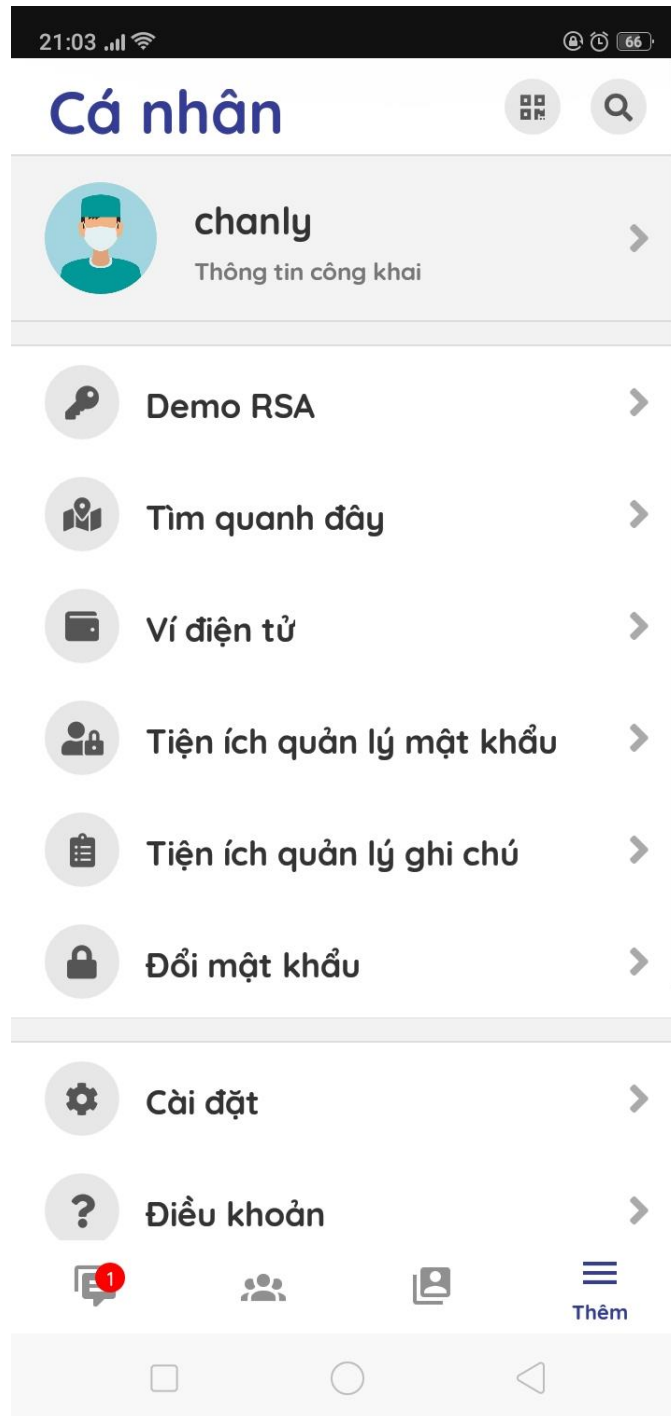 21:03
66
Cá nhân
chanly
Thông tin công khai
Demo RSA
Tìm quanh đây
Ví điện tử
Tiện ích quản lý mật khẩu
Tiện ích quản lý ghi chú
Đổi mật khẩu
Cài đặt
Điều khoản
1
Thêm